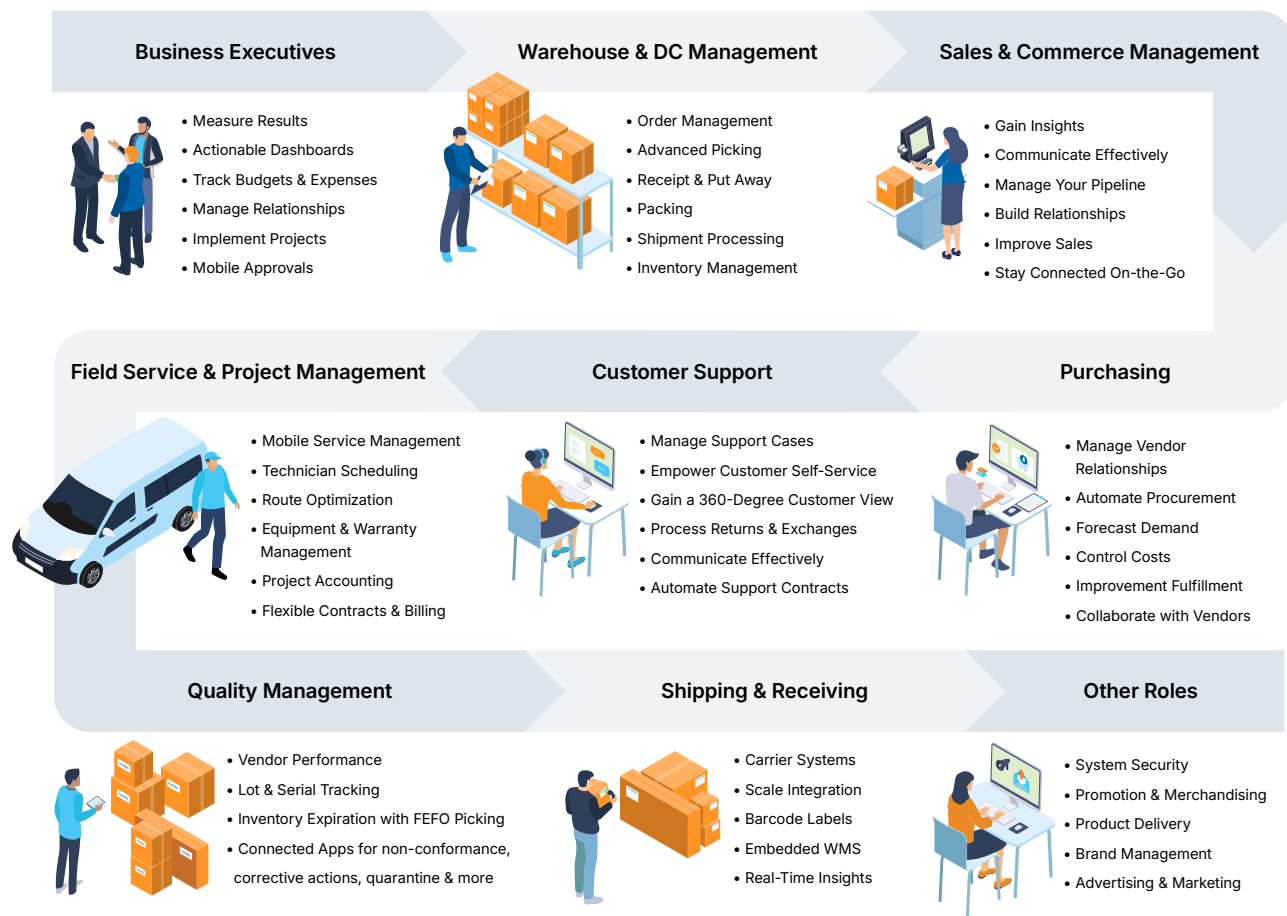 Business Executives
• Measure Results
• Actionable Dashboards
• Track Budgets & Expenses
• Manage Relationships
• Implement Projects
• Mobile Approvals
Warehouse & DC Management
• Order Management
• Advanced Picking
• Receipt & Put Away
• Packing
• Shipment Processing
• Inventory Management
Sales & Commerce Management
• Gain Insights
• Communicate Effectively
• Manage Your Pipeline
• Build Relationships
• Improve Sales
• Stay Connected On-the-Go
Field Service & Project Management
• Mobile Service Management
• Technician Scheduling
• Route Optimization
• Equipment & Warranty
Management
• Project Accounting
• Flexible Contracts & Billing
Customer Support
• Manage Support Cases
• Empower Customer Self-Service
• Gain a 360-Degree Customer View
• Process Returns & Exchanges
• Communicate Effectively
• Automate Support Contracts
Purchasing
• Manage Vendor
Relationships
• Automate Procurement
• Forecast Demand
• Control Costs
• Improvement Fulfillment
• Collaborate with Vendors
Quality Management
• Vendor Performance
• Lot & Serial Tracking
• Inventory Expiration with FEFO Picking
• Connected Apps for non-conformance,
corrective actions, quarantine & more
Shipping & Receiving
• Carrier Systems
• Scale Integration
• Barcode Labels
• Embedded WMS
• Real-Time Insights
Other Roles
• System Security
• Promotion & Merchandising
• Product Delivery
• Brand Management
• Advertising & Marketing